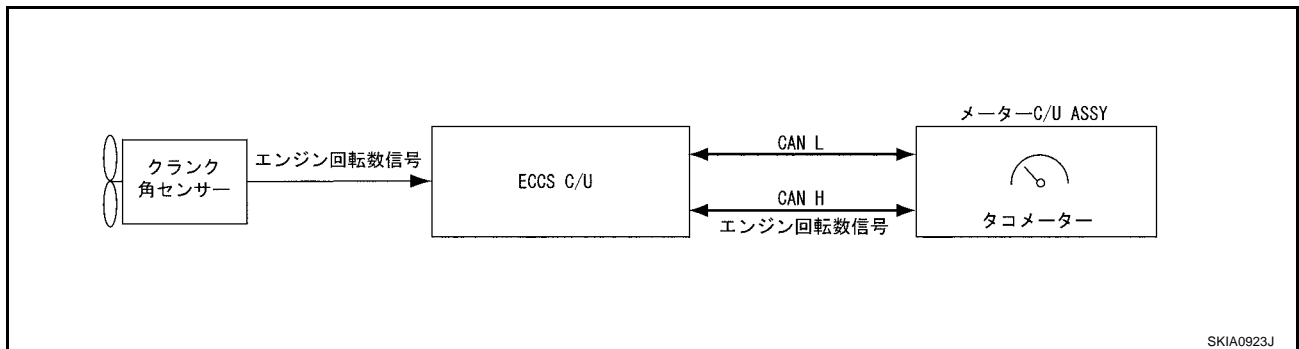 クランク
角センサー
エンジン回転数信号
ECCS C/U
CAN L
CAN H
エンジン回転数信号
メーターC/U ASSY
タコメーター
SKIA0923J